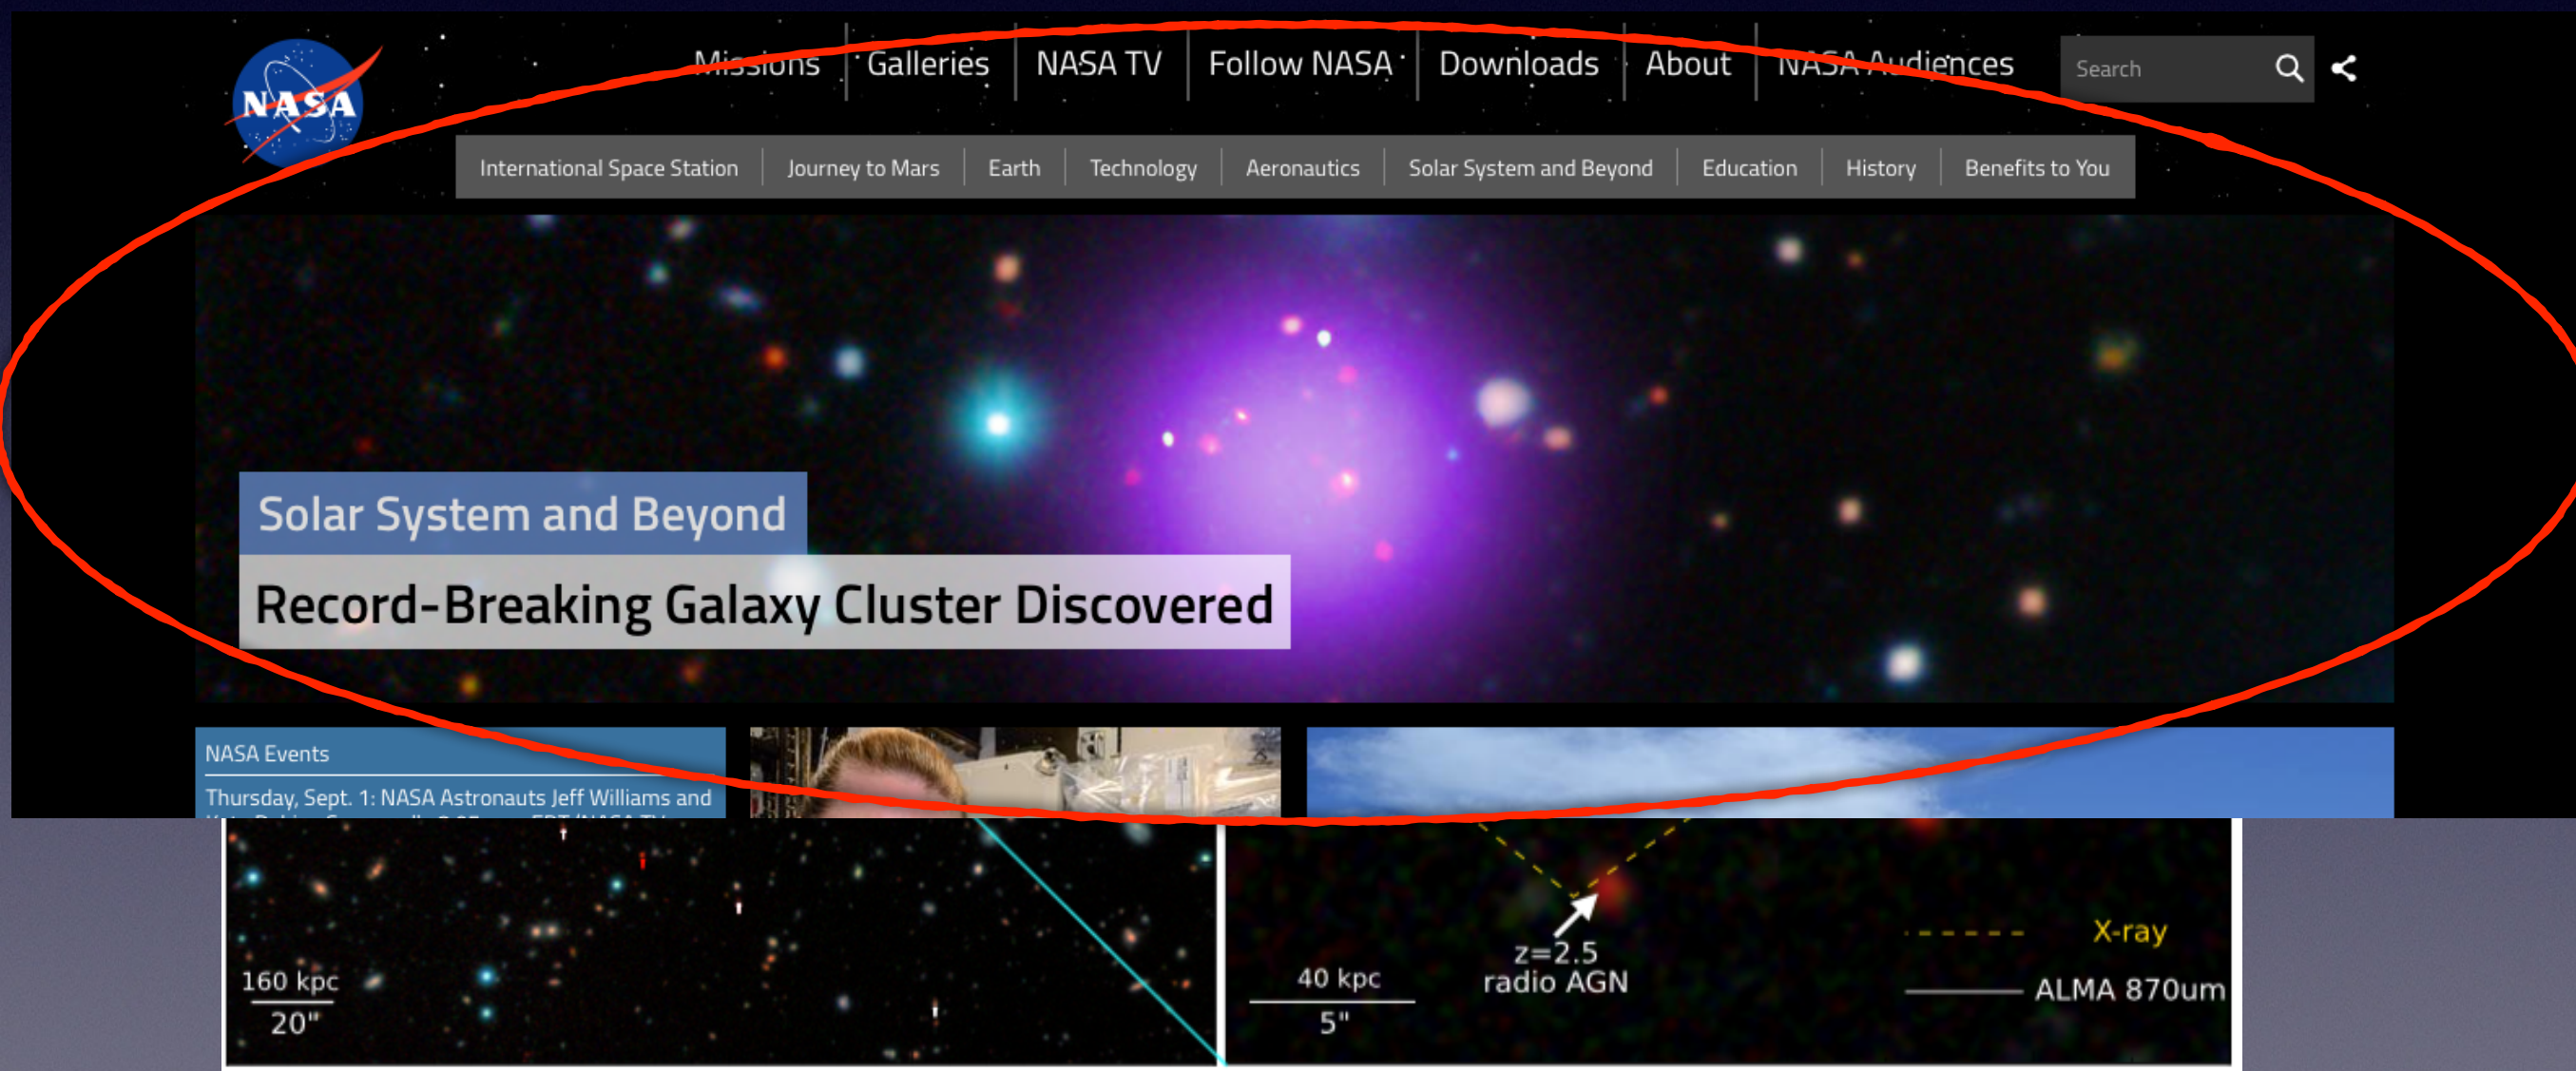 NASA
Missions
Galleries
NASA TV
Follow NASA
Downloads
About
NASA Audiences
Search
International Space Station
Journey to Mars
Earth
Technology
Aeronautics
Solar System and Beyond
Education
History
Benefits to You
Solar System and Beyond
Record-Breaking Galaxy Cluster Discovered
NASA Events
Thursday, Sept. 1: NASA Astronauts Jeff Williams and
160 kpc
20"
40 kpc
5"
z=2.5
radio AGN
X-ray
ALMA 870um